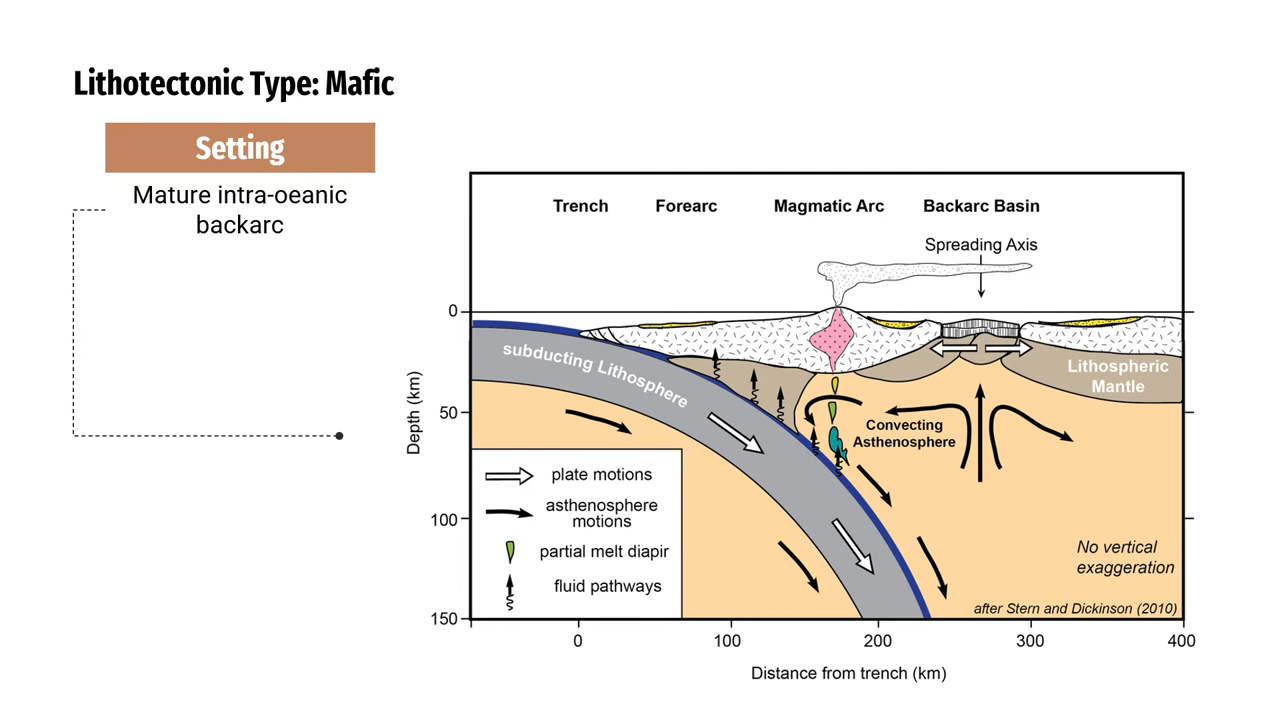 Lithotectonic Type: Mafic
Setting
Mature intra-oeanic
backarc
Trench
Forearc
Magmatic Arc
Backarc Basin
Spreading Axis
0
50
100
150
Depth (km)
subducting Lithosphere
Lithospheric
Mantle
Convecting
Asthenosphere
plate motions
asthenosphere
motions
partial melt diapir
fluid pathways
No vertical
exaggeration
after Stern and Dickinson (2010)
0
100
200
300
400
Distance from trench (km)